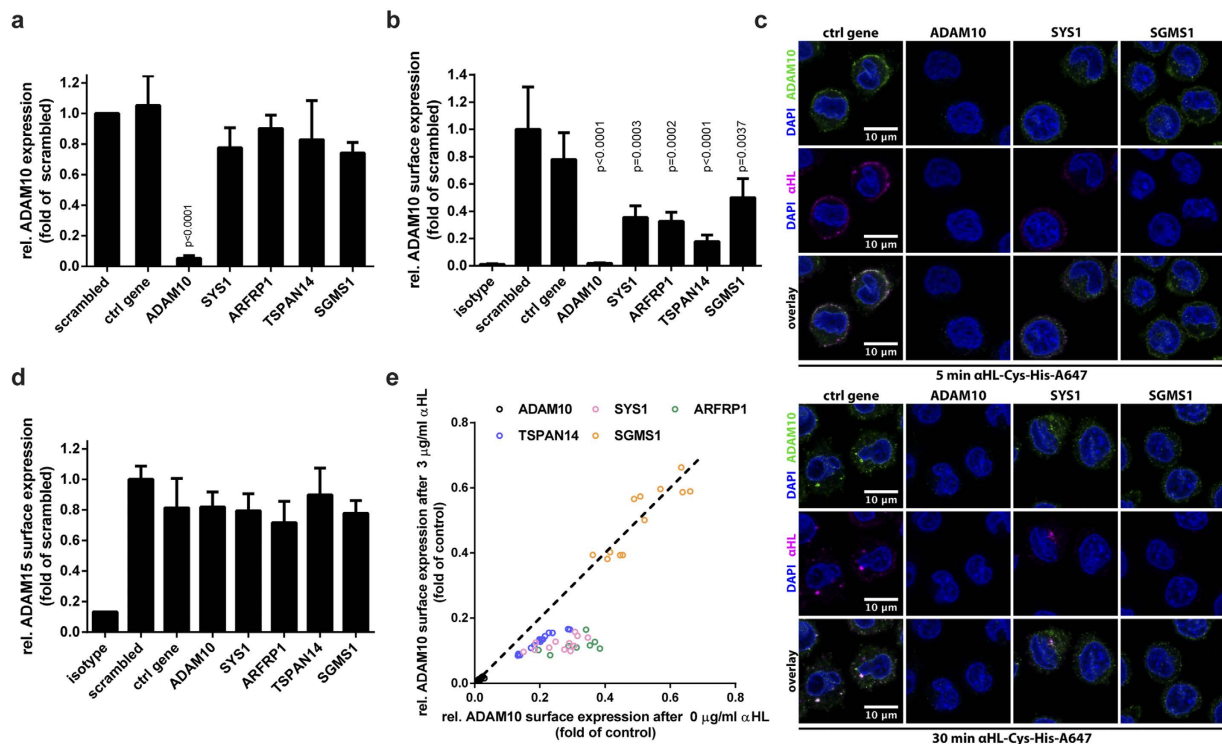 a
rel. ADAM10 expression
(fold of scrambled)
1.2
1.0
0.8
0.6
0.4
0.2
0.0
p<0.0001
scrambled
ctrl gene
ADAM10
SYS1
ARFRP1
TSPAN14
SGMS1
b
rel. ADAM10 surface expression
(fold of scrambled)
1.4
1.2
1.0
0.8
0.6
0.4
0.2
0.0
p<0.0001
p=0.0003
p=0.0002
p<0.0001
p=0.0037
isotype
scrambled
ctrl gene
ADAM10
SYS1
ARFRP1
TSPAN14
SGMS1
c
ctrl gene ADAM10 SYS1 SGMS1
DAPI ADAM10
10 µm
DAPI αHL
10 µm
overlay
10 µm
5 min αHL-Cys-His-A647
ctrl gene ADAM10 SYS1 SGMS1
DAPI ADAM10
10 µm
DAPI αHL
10 µm
overlay
10 µm
30 min αHL-Cys-His-A647
d
rel. ADAM15 surface expression
(fold of scrambled)
1.2
1.0
0.8
0.6
0.4
0.2
0.0
isotype
scrambled
ctrl gene
ADAM10
SYS1
ARFRP1
TSPAN14
SGMS1
e
ADAM10 SYS1 ARFRP1
TSPAN14 SGMS1
rel. ADAM10 surface expression after 3 µg/ml αHL
(fold of control)
0.8
0.6
0.4
0.2
0.0
0.0 0.2 0.4 0.6 0.8
rel. ADAM10 surface expression after 0 µg/ml αHL
(fold of control)